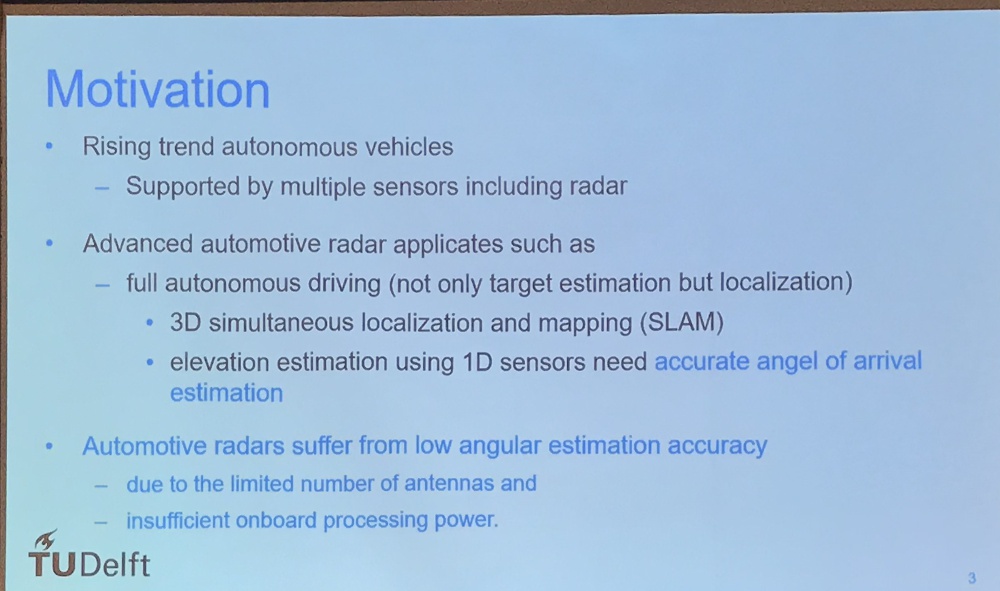 Motivation
• Rising trend autonomous vehicles
– Supported by multiple sensors including radar
• Advanced automotive radar applicates such as
– full autonomous driving (not only target estimation but localization)
• 3D simultaneous localization and mapping (SLAM)
• elevation estimation using 1D sensors need accurate angel of arrival
estimation
• Automotive radars suffer from low angular estimation accuracy
– due to the limited number of antennas and
– insufficient onboard processing power.
TUDelft
3